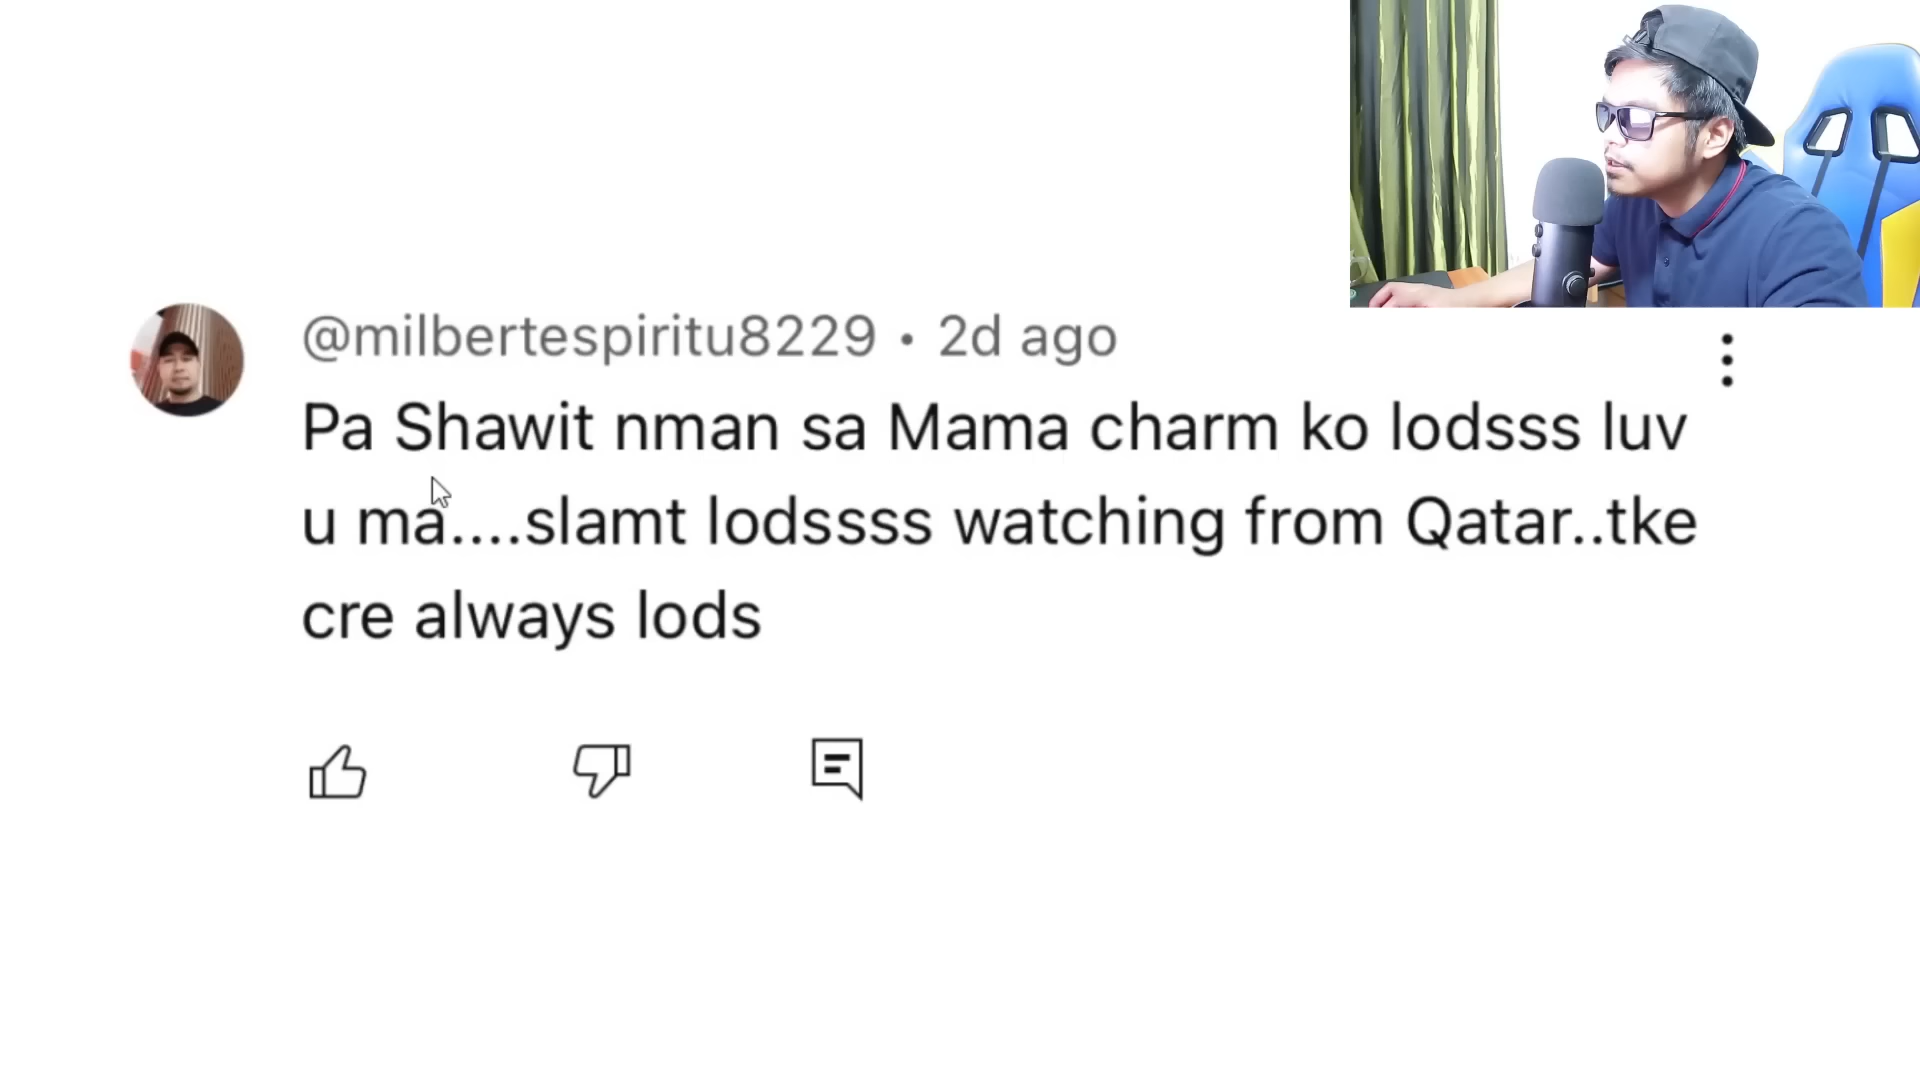 @milbertespiritu8229 • 2d ago
Pa Shawit nman sa Mama charm ko lodsss luv
u ma....slamt lodssss watching from Qatar..tke
cre always lods